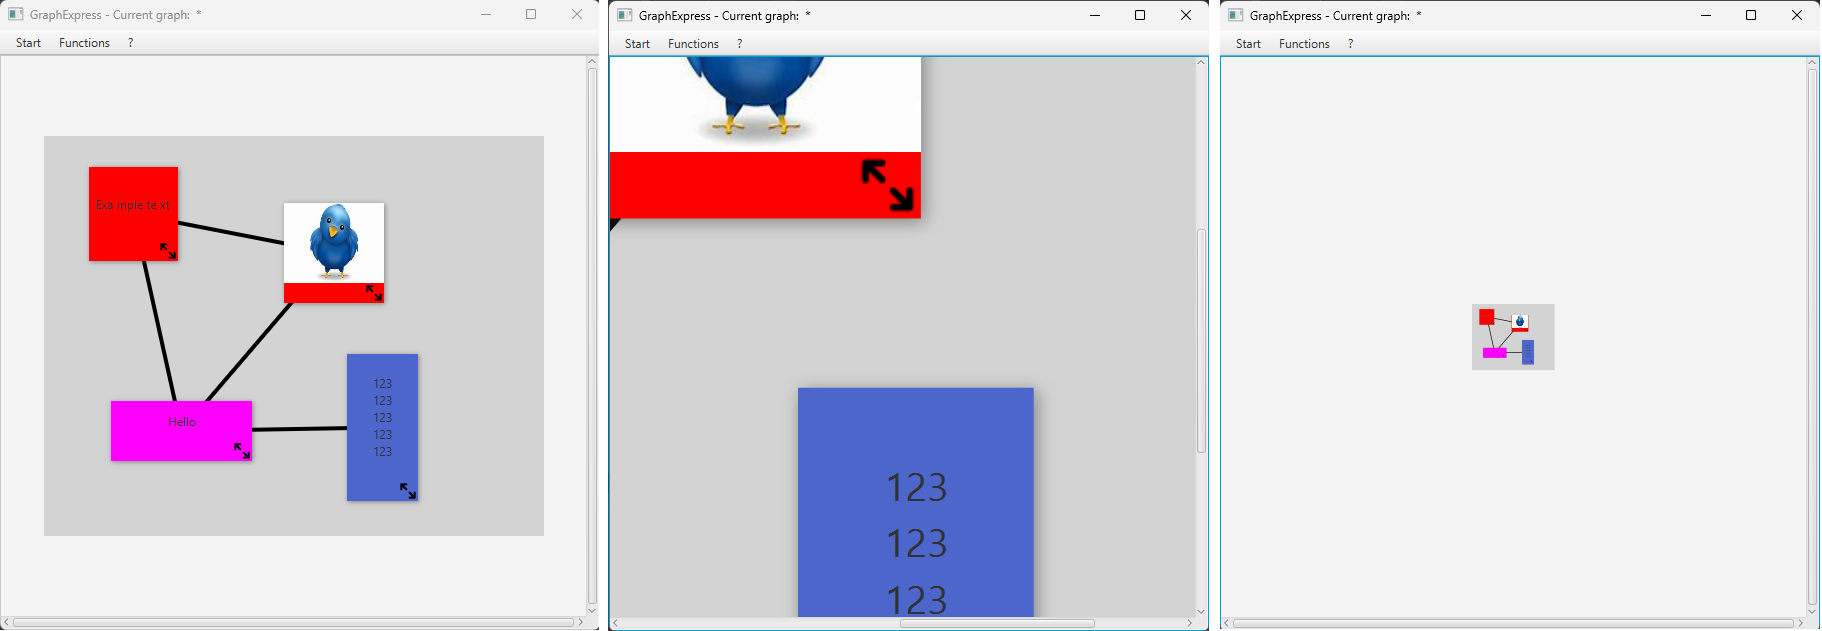 GraphExpress - Current graph: *
Start Functions ?
Exa mple te xt
Hello
123
123
123
123
123
GraphExpress - Current graph: *
Start Functions ?
123
123
123
GraphExpress - Current graph: *
Start Functions ?